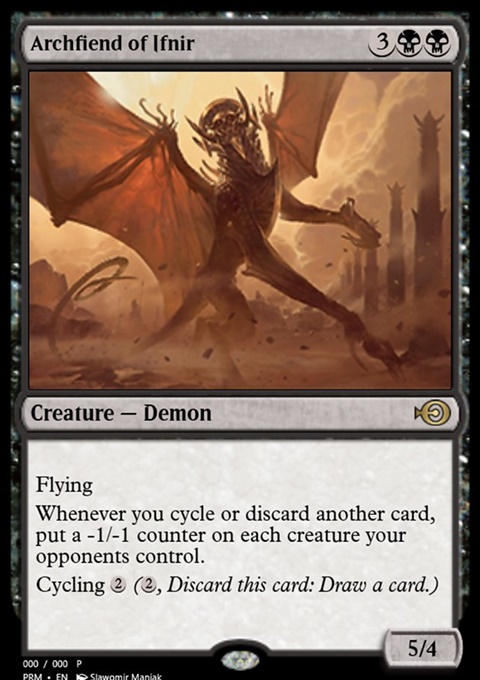 Archfiend of Ifnir 3
Creature — Demon
Flying
Whenever you cycle or discard another card,
put a -1/-1 counter on each creature your
opponents control.
Cycling 2 (2, Discard this card: Draw a card.)
5/4
000 / 000 P
PRM • EN Slawomir Maniak